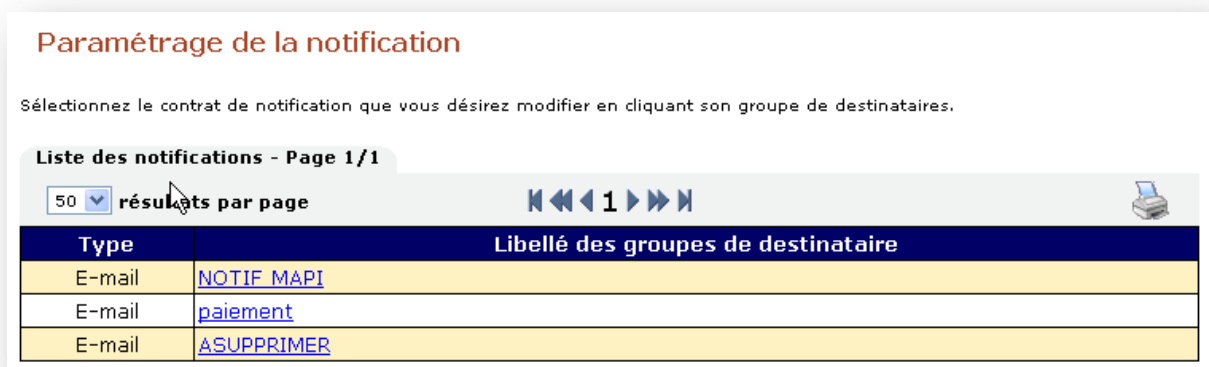 Paramétrage de la notification
Sélectionnez le contrat de notification que vous désirez modifier en cliquant son groupe de destinataires.
Liste des notifications - Page 1/1
50 résultats par page 1
Type Libellé des groupes de destinataire
E-mail NOTIF MAPI
E-mail paiement
E-mail ASUPPRIMER